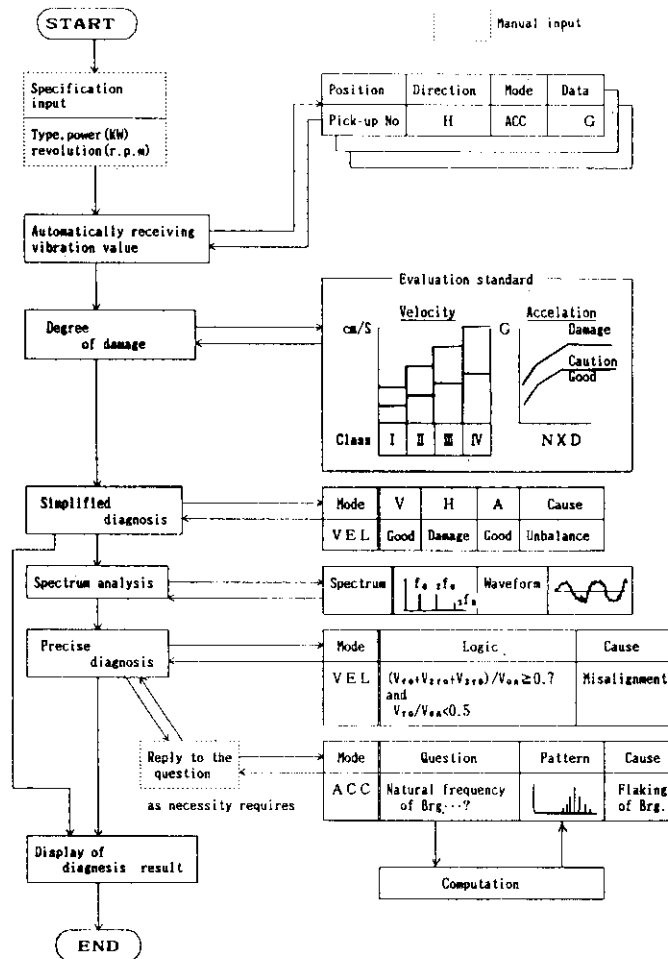 START
Manual input
Specification
input
Type, power(KW)
revolution(r.p.m)
Position Direction Mode Data
Pick-up No H ACC G
Automatically receiving
vibration value
Evaluation standard
Degree
of damage
Velocity
cm/S
Class I II III IV
Accelation
G
Damage
Caution
Good
NXD
Simplified
diagnosis
Mode V H A Cause
VEL Good Damage Good Unbalance
Spectrum analysis
Spectrum Waveform
Precise
diagnosis
Mode Logic Cause
VEL and Misalignment
Reply to the
question
as necessity requires
Mode Question Pattern Cause
ACC Natural frequency
of Brg…?
Flaking
of Brg.
Computation
Display of
diagnesis result
END